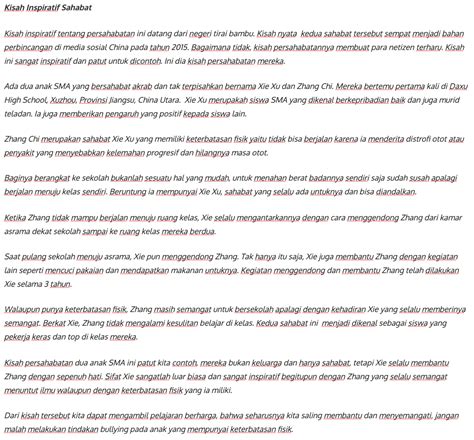 Kisah Inspiratif Sahabat
Kisah inspiratif tentang persahabatan ini datang dari negeri tirai bambu. Kisah nyata kedua sahabat tersebut sempat menjadi bahan
perbincangan di media sosial China pada tahun 2015. Bagaimana tidak, kisah persahabatannya membuat para netizen terharu. Kisah
ini sangat inspiratif dan patut untuk dicontoh. Ini dia kisah persahabatan mereka.
Ada dua anak SMA yang bersahabat akrab dan tak terpisahkan bernama Xie Xu dan Zhang Chi. Mereka bertemu pertama kali di Daxu
High School, Xuzhou, Provinsi Jiangsu, China Utara. Xie Xu merupakah siswa SMA yang dikenal berkepribadian baik dan juga murid
teladan. Ia juga memberikan pengaruh yang positif kepada siswa lain.
Zhang Chi merupakan sahabat Xie Xu yang memiliki keterbatasan fisik yaitu tidak bisa berjalan karena ia menderita distrofi otot atau
penyakit yang menyebabkan kelemahan progresif dan hilangnya masa otot.
Baginya berangkat ke sekolah bukanlah sesuatu hal yang mudah, untuk menahan berat badannya sendiri saja sudah susah apalagi
berjalan menuju kelas sendiri. Beruntung ia mempunyai Xie Xu, sahabat yang selalu ada untuknya dan bisa diandalkan.
Ketika Zhang tidak mampu berjalan menuju ruang kelas, Xie selalu mengantarkannya dengan cara menggendong Zhang dari kamar
asrama dekat sekolah sampai ke ruang kelas mereka berdua.
Saat pulang sekolah menuju asrama, Xie pun menggendong Zhang. Tak hanya itu saja, Xie juga membantu Zhang dengan kegiatan
lain seperti mencuci pakaian dan mendapatkan makanan untuknya. Kegiatan menggendong dan membantu Zhang telah dilakukan
Xie selama 3 tahun.
Walaupun punya keterbatasan fisik, Zhang masih semangat untuk bersekolah apalagi dengan kehadiran Xie yang selalu memberinya
semangat. Berkat Xie, Zhang tidak mengalami kesulitan belajar di kelas. Kedua sahabat ini menjadi dikenal sebagai siswa yang
pekerja keras dan top di kelas mereka.
Kisah persahabatan dua anak SMA ini patut kita contoh, mereka bukan keluarga dan hanya sahabat, tetapi Xie selalu membantu
Zhang dengan sepenuh hati. Sifat Xie sangatlah luar biasa dan sangat inspiratif begitupun dengan Zhang yang selalu semangat
menuntut ilmu walaupun dengan keterbatasan fisik yang ia miliki.
Dari kisah tersebut kita dapat mengambil pelajaran berharga, bahwa seharusnya kita saling membantu dan menyemangati, jangan
malah melakukan tindakan bullying pada anak yang mempunyai keterbatasan fisik.